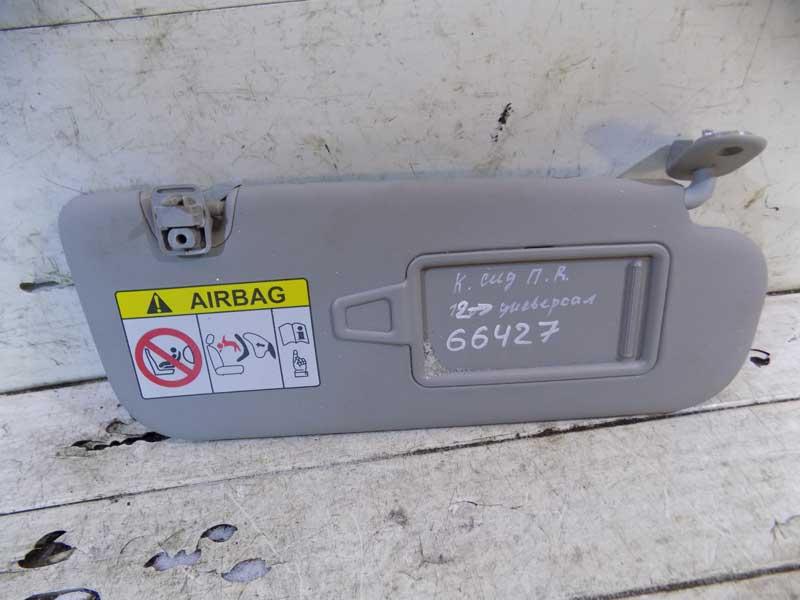 AIRBAG
К. сид П. R.
12→ универсал
66427